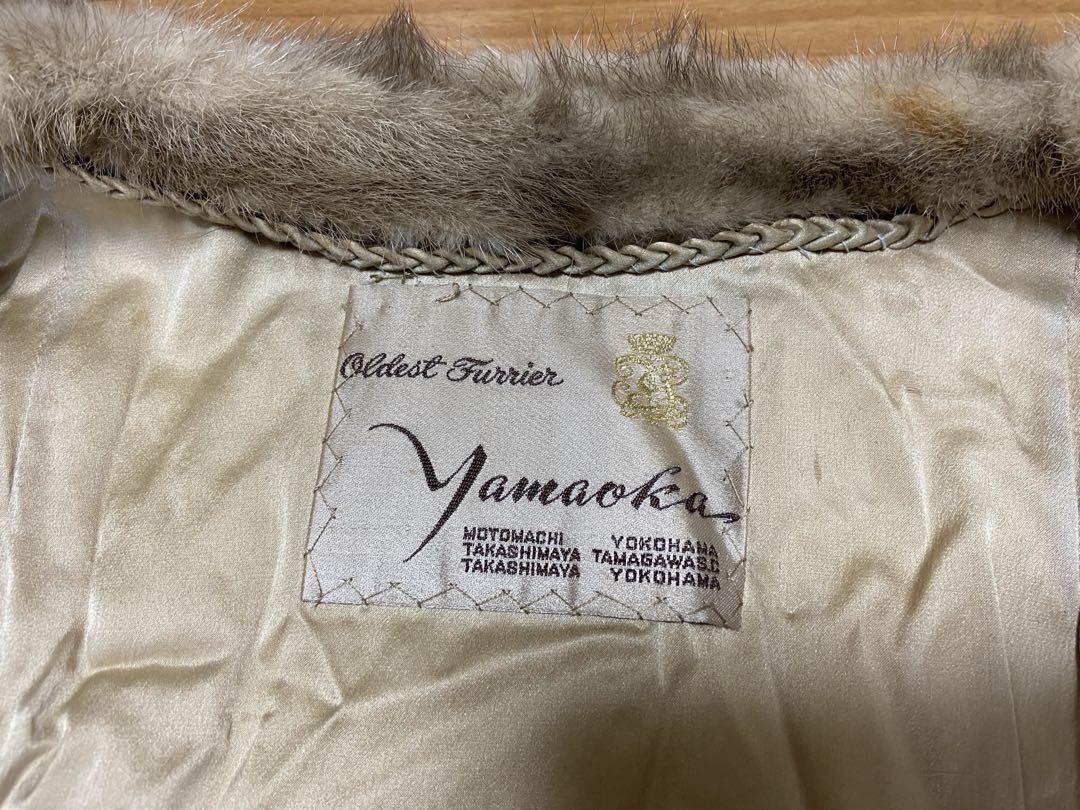 Oldest Furrier
Yamaoka
MOTOMACHI YOKOHAMA
TAKASHIMAYA TAMAGAWA S.C
TAKASHIMAYA YOKOHAMA